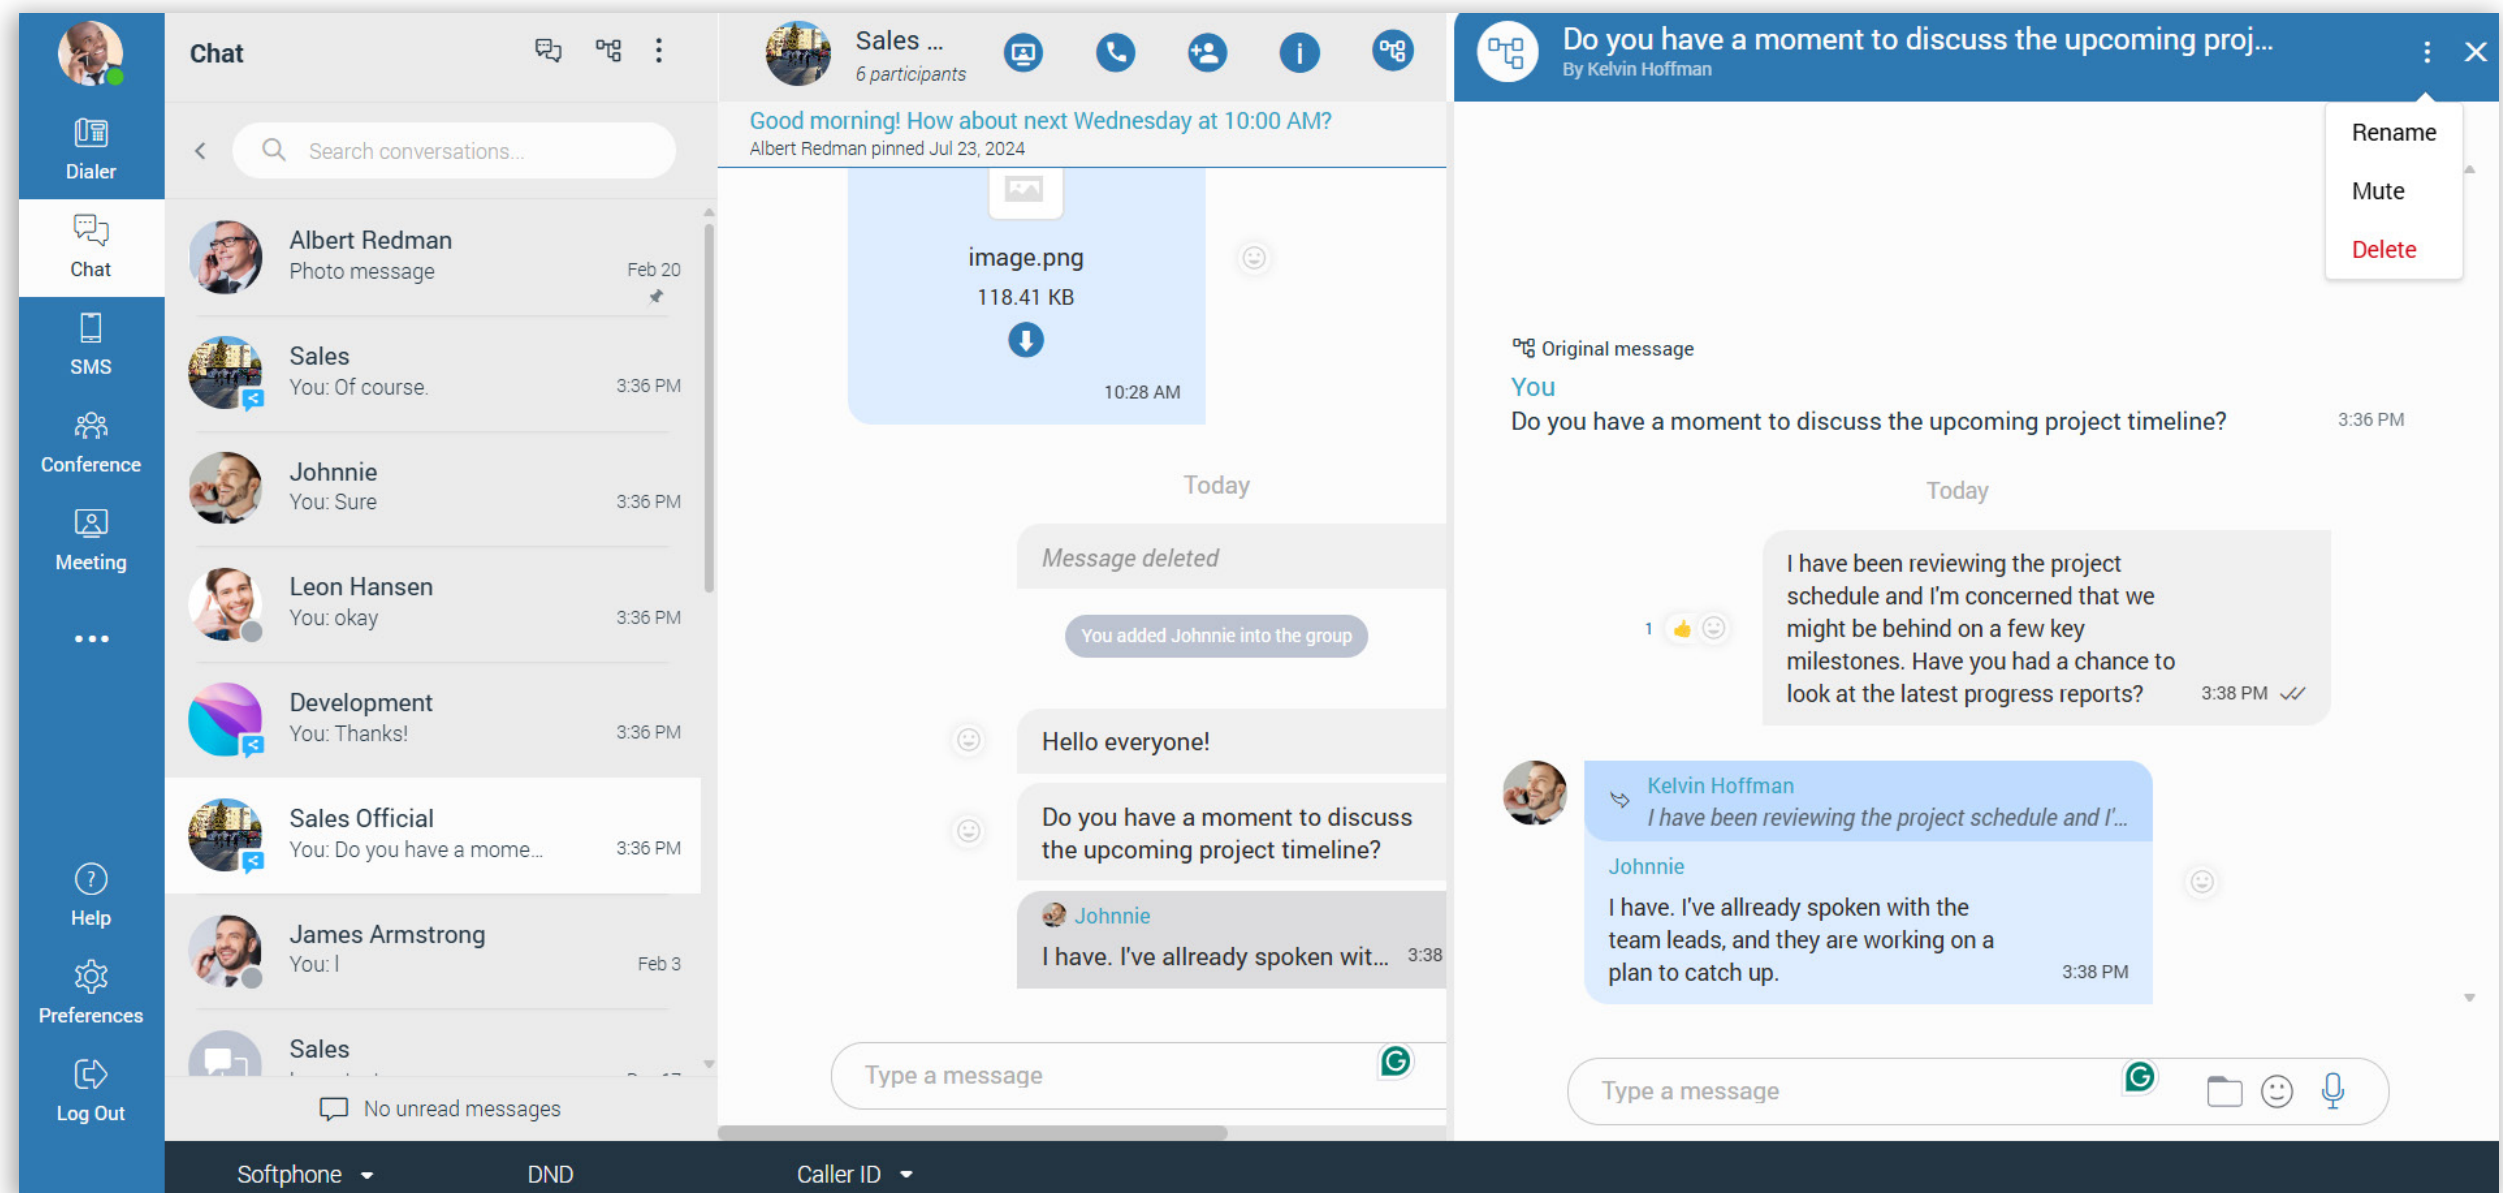 Dialer
Chat
SMS
Conference
Meeting
Help
Preferences
Log Out
Chat
Search conversations...
Albert Redman
Photo message
Feb 20
Sales
You: Of course.
3:36 PM
Johnnie
You: Sure
3:36 PM
Leon Hansen
You: okay
3:36 PM
Development
You: Thanks!
3:36 PM
Sales Official
You: Do you have a mome...
3:36 PM
James Armstrong
You: l
Feb 3
Sales
No unread messages
Sales ...
6 participants
i
Good morning! How about next Wednesday at 10:00 AM?
Albert Redman pinned Jul 23, 2024
image.png
118.41 KB
10:28 AM
Today
Message deleted
You added Johnnie into the group
Hello everyone!
Do you have a moment to discuss
the upcoming project timeline?
Johnnie
I have. I've allready spoken wit... 3:38
Type a message
G
Do you have a moment to discuss the upcoming proj...
By Kelvin Hoffman
Rename
Mute
Delete
Original message
You
Do you have a moment to discuss the upcoming project timeline?
3:36 PM
Today
I have been reviewing the project
schedule and I'm concerned that we
might be behind on a few key
milestones. Have you had a chance to
look at the latest progress reports?
3:38 PM
1
Kelvin Hoffman
I have been reviewing the project schedule and I'...
Johnnie
I have. I've allready spoken with the
team leads, and they are working on a
plan to catch up.
3:38 PM
Type a message
G
Softphone
DND
Caller ID